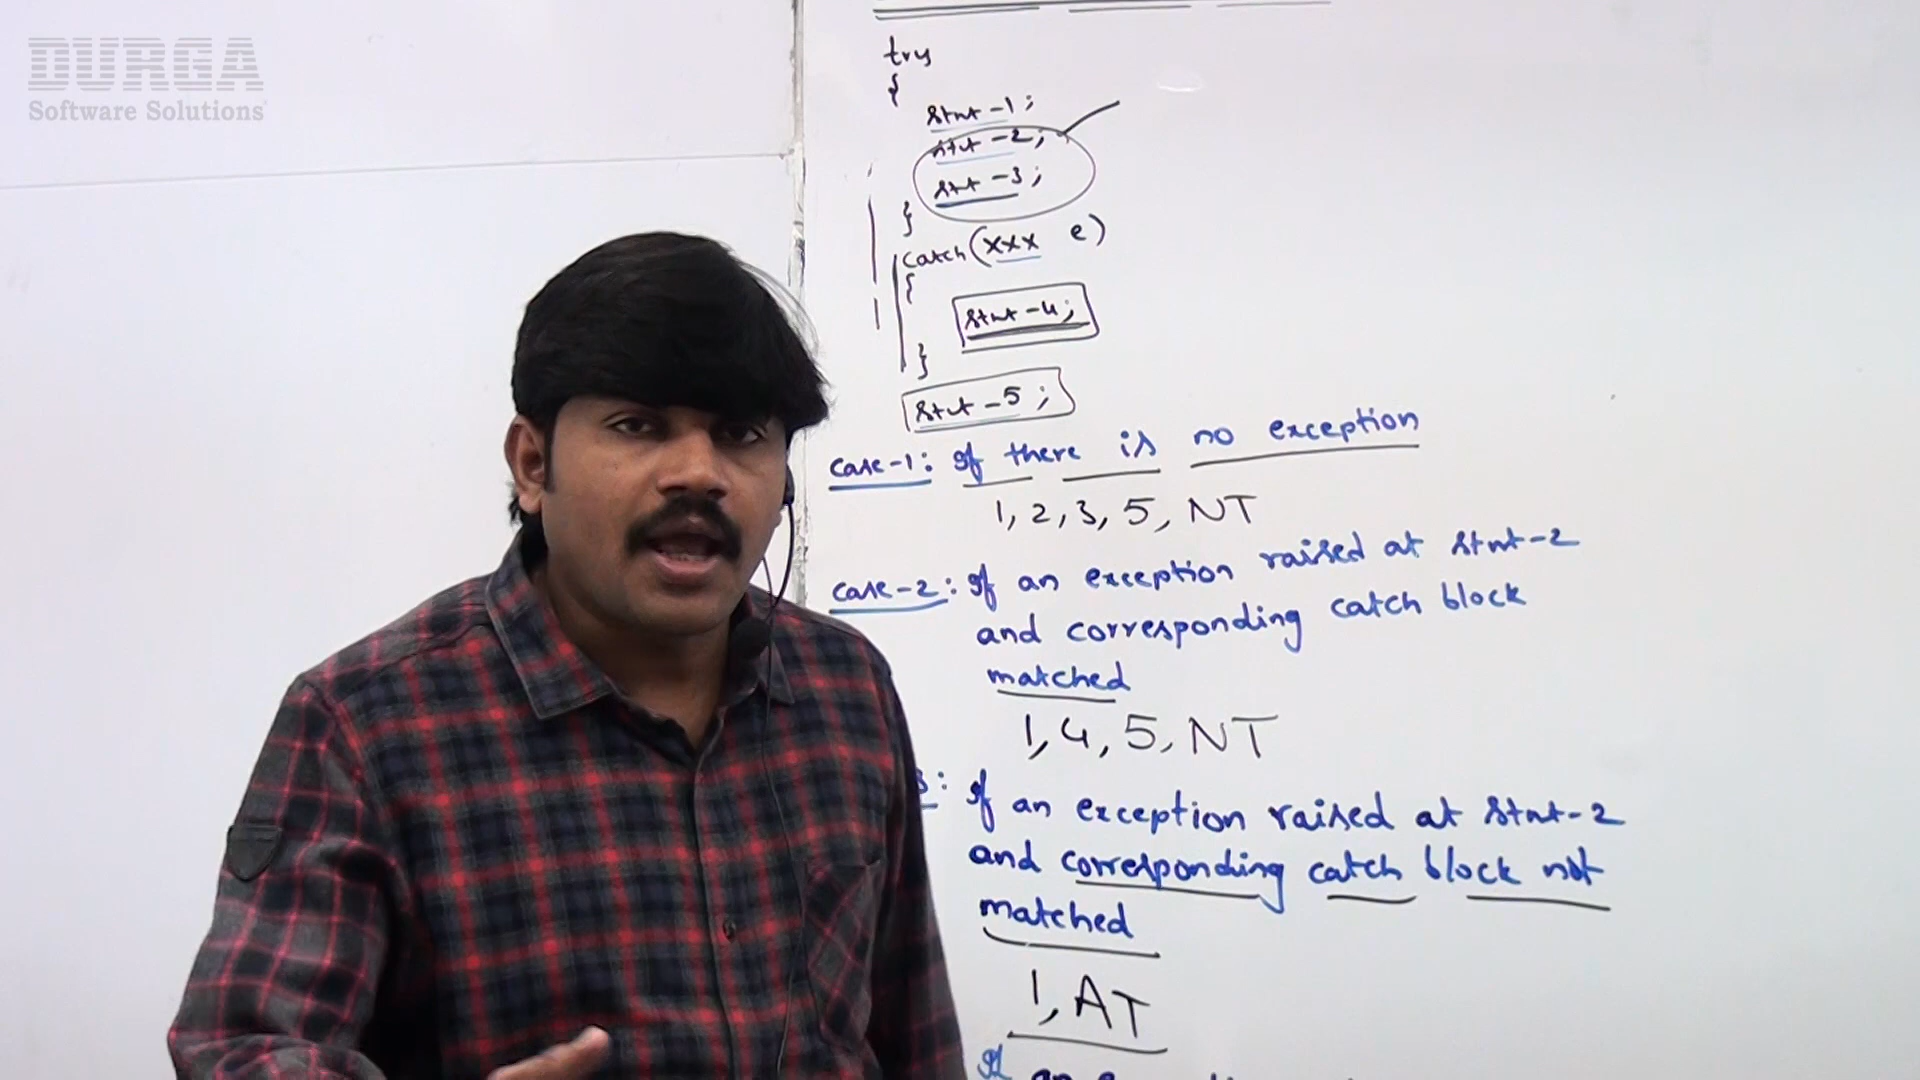 DURGA
Software Solutions
try
{
stmt-1;
stmt-2;
stmt-3;
}
catch(xxx e)
{
stmt-4;
}
stmt-5;
case-1: If there is no exception
1, 2, 3, 5, NT
case-2: If an exception raised at stmt-2
and corresponding catch block
matched
1, 4, 5, NT
3: If an exception raised at stmt-2
and corresponding catch block not
matched
1, AT
If an